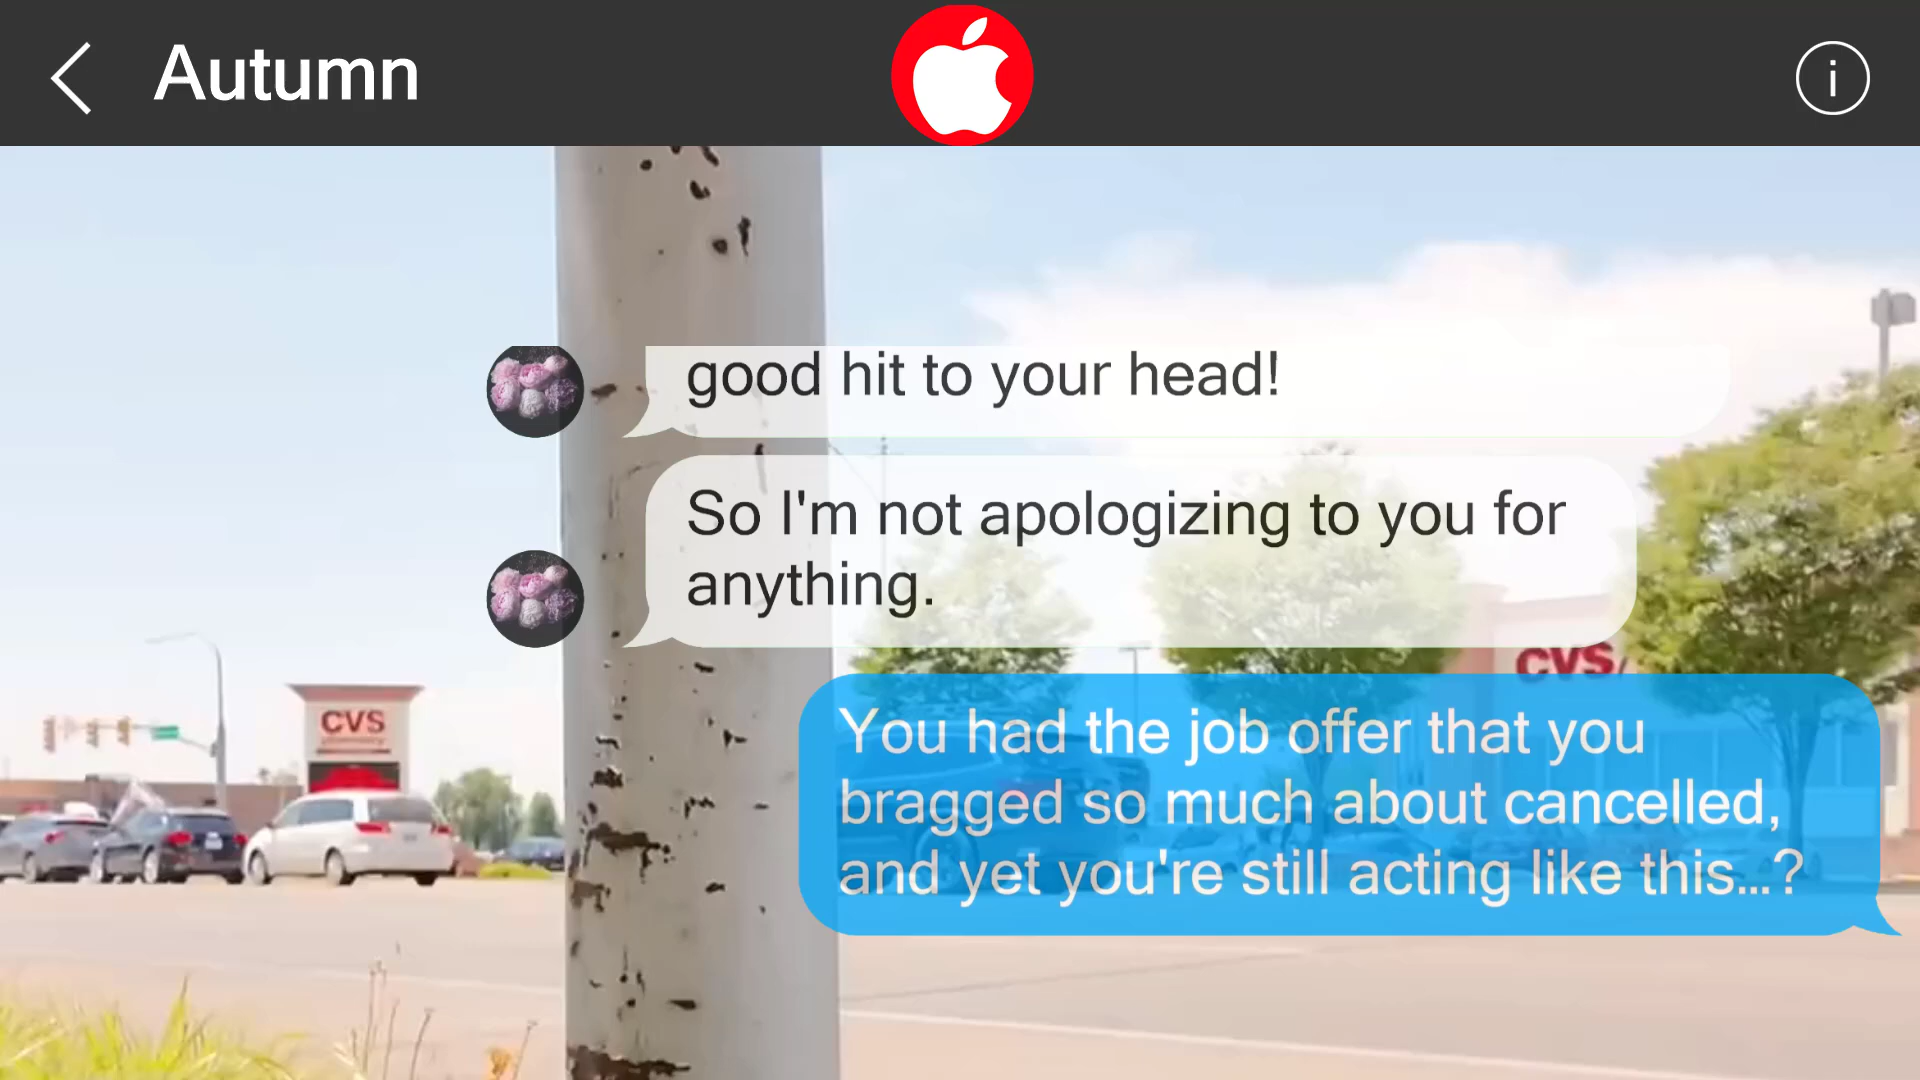 Autumn
i
good hit to your head!
So I'm not apologizing to you for
anything.
CVS
CVS
You had the job offer that you
bragged so much about cancelled,
and yet you're still acting like this...?